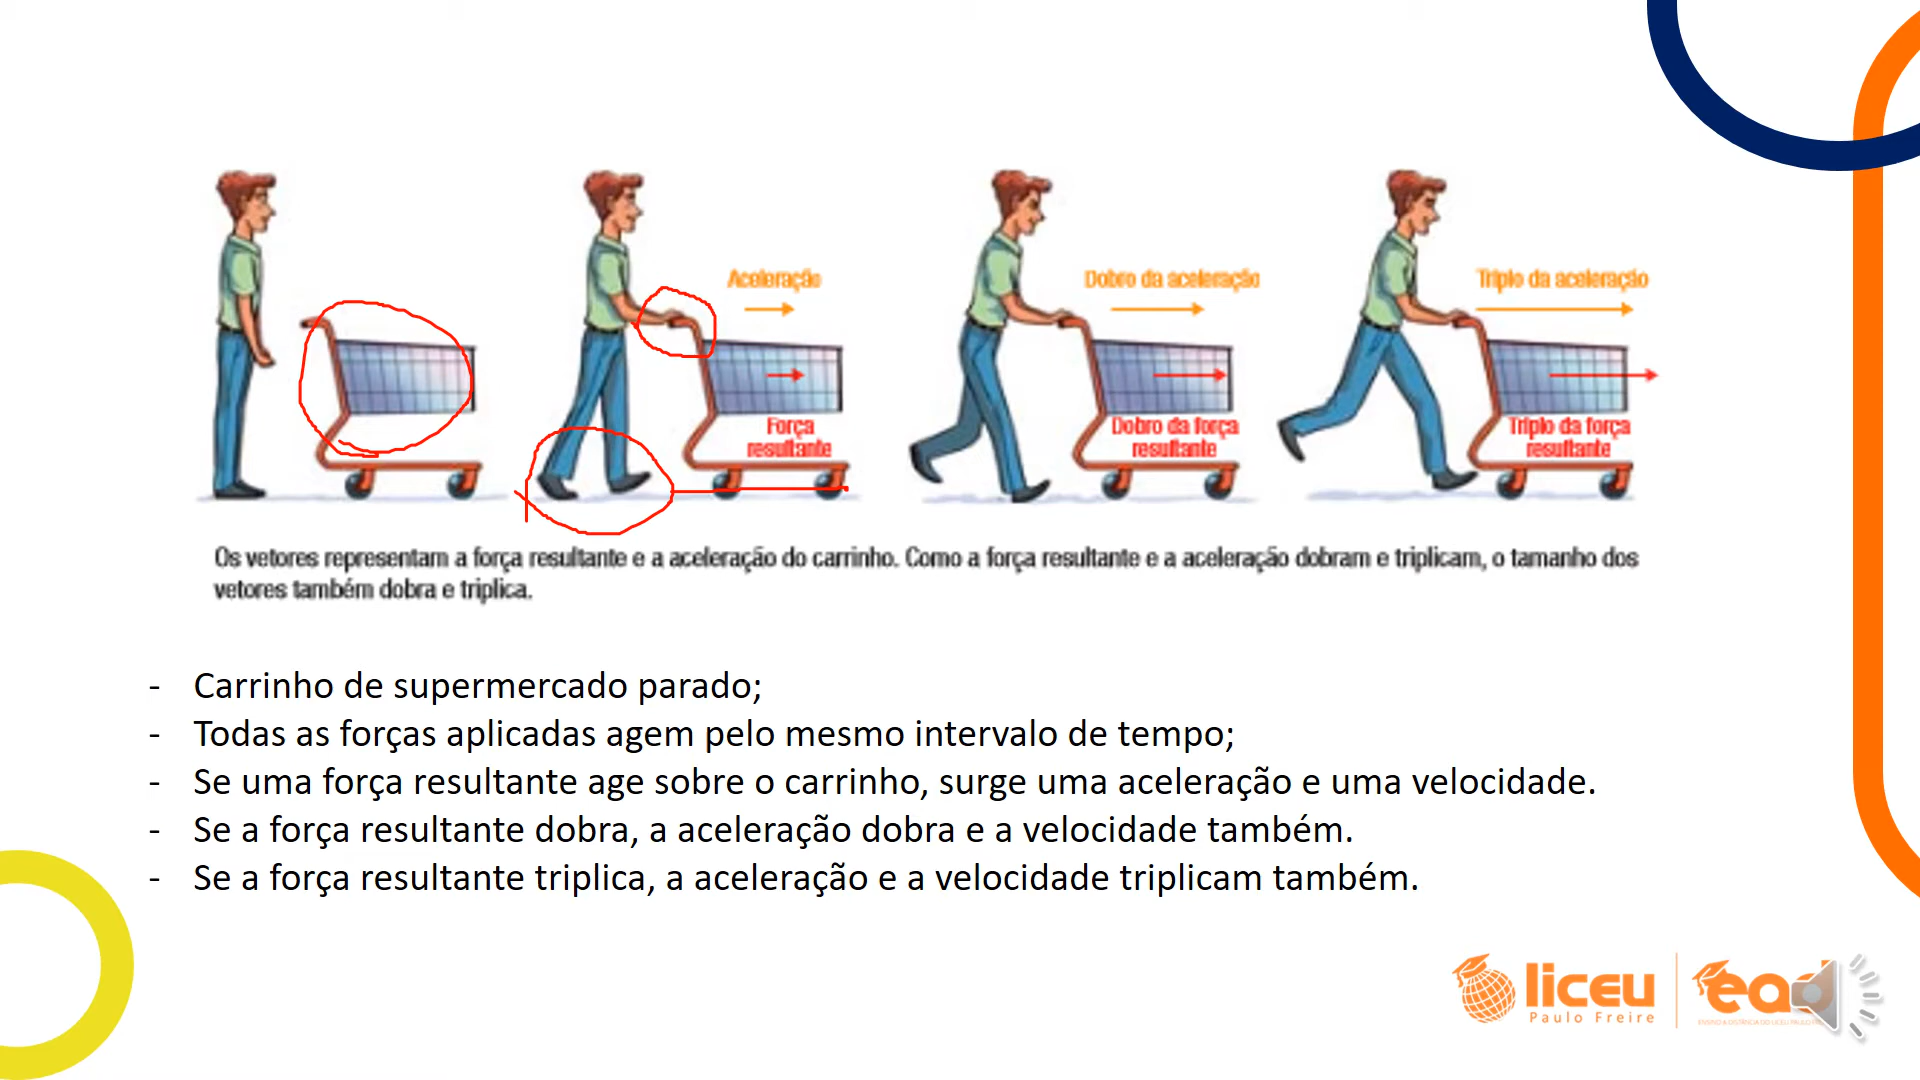 Aceleração
Dobro da aceleração
Triplo da aceleração
Força
resultante
Dobro da força
resultante
Triplo da força
resultante
Os vetores representam a força resultante e a aceleração do carrinho. Como a força resultante e a aceleração dobram e triplicam, o tamanho dos
vetores também dobra e triplica.
- Carrinho de supermercado parado;
- Todas as forças aplicadas agem pelo mesmo intervalo de tempo;
- Se uma força resultante age sobre o carrinho, surge uma aceleração e uma velocidade.
- Se a força resultante dobra, a aceleração dobra e a velocidade também.
- Se a força resultante triplica, a aceleração e a velocidade triplicam também.
liceu
Paulo Freire
ead